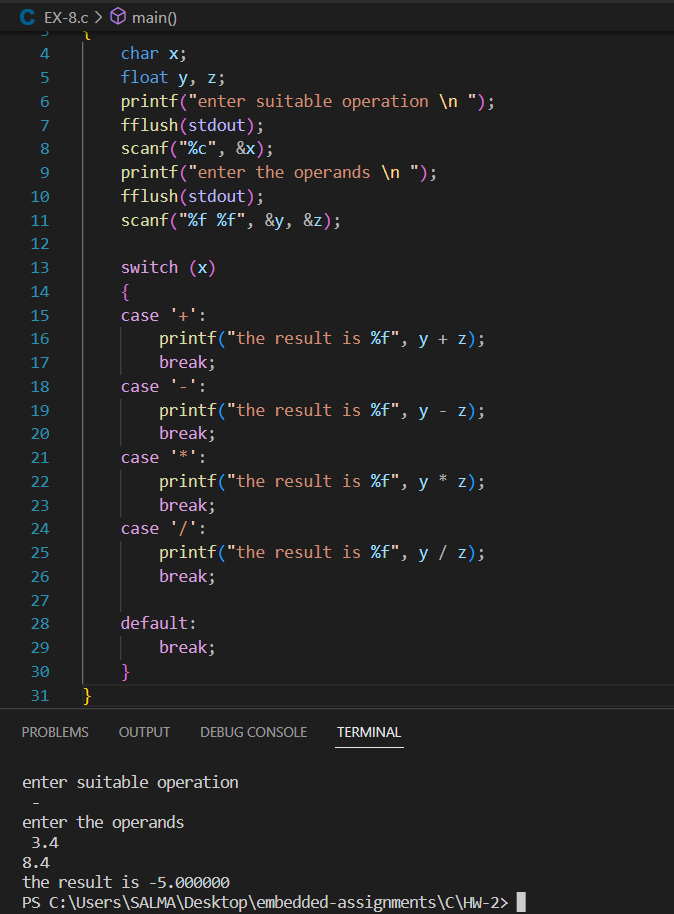 C EX-8.c > main()
3 {
4 char x;
5 float y, z;
6 printf("enter suitable operation \n ");
7 fflush(stdout);
8 scanf("%c", &x);
9 printf("enter the operands \n ");
10 fflush(stdout);
11 scanf("%f %f", &y, &z);
12
13 switch (x)
14 {
15 case '+':
16 printf("the result is %f", y + z);
17 break;
18 case '-':
19 printf("the result is %f", y - z);
20 break;
21 case '*':
22 printf("the result is %f", y * z);
23 break;
24 case '/':
25 printf("the result is %f", y / z);
26 break;
27
28 default:
29 break;
30 }
31 }
PROBLEMS OUTPUT DEBUG CONSOLE TERMINAL
enter suitable operation
-
enter the operands
3.4
8.4
the result is -5.000000
PS C:\Users\SALMA\Desktop\embedded-assignments\C\HW-2>